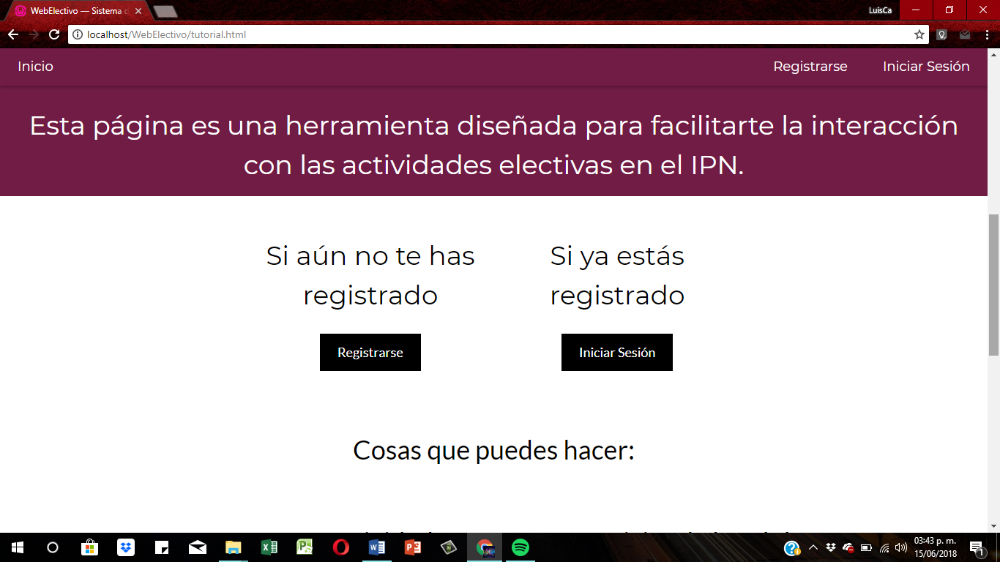 WebElectivo — Sistema d
LuisCa
localhost/WebElectivo/tutorial.html
Inicio
Registrarse
Iniciar Sesión
Esta página es una herramienta diseñada para facilitarte la interacción
con las actividades electivas en el IPN.
Si aún no te has
registrado
Registrarse
Si ya estás
registrado
Iniciar Sesión
Cosas que puedes hacer:
03:43 p. m.
15/06/2018
1